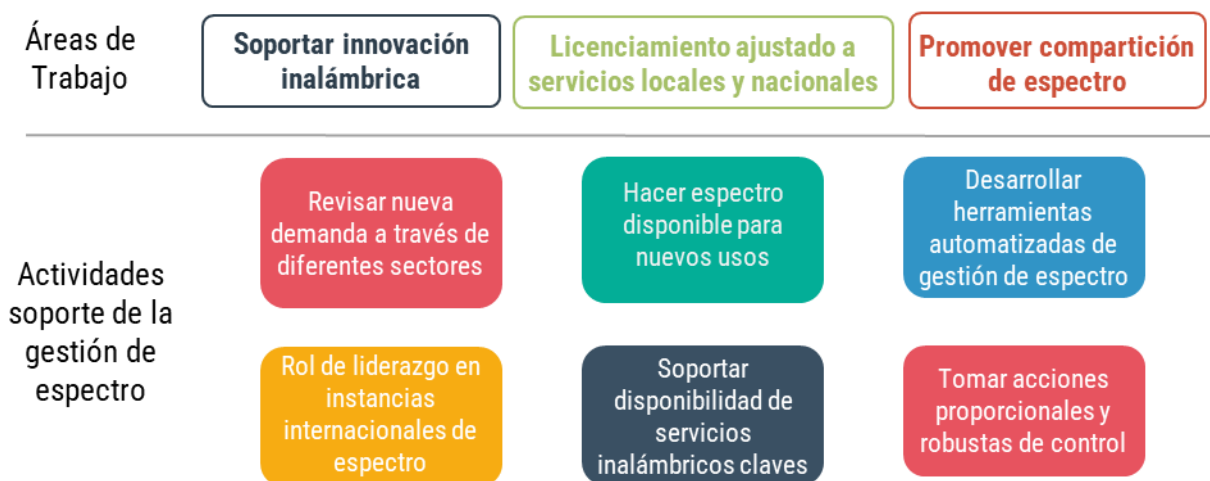 Áreas de
Trabajo
Soportar innovación
inalámbrica
Licenciamiento ajustado a
servicios locales y nacionales
Promover compartición
de espectro
Actividades
soporte de la
gestión de
espectro
Revisar nueva
demanda a través de
diferentes sectores
Hacer espectro
disponible para
nuevos usos
Desarrollar
herramientas
automatizadas de
gestión de espectro
Rol de liderazgo en
instancias
internacionales de
espectro
Soportar
disponibilidad de
servicios
inalámbricos claves
Tomar acciones
proporcionales y
robustas de control